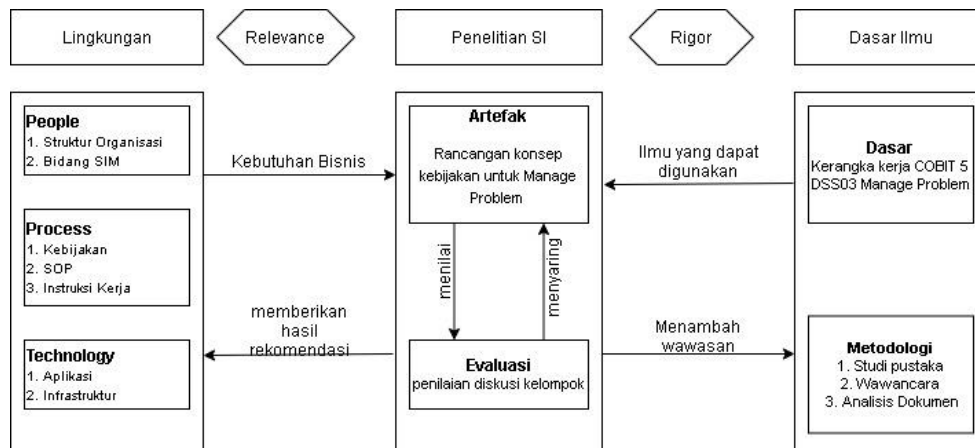 Lingkungan
Relevance
Penelitian SI
Rigor
Dasar Ilmu
People
1. Struktur Organisasi
2. Bidang SIM
Process
1. Kebijakan
2. SOP
3. Instruksi Kerja
Technology
1. Aplikasi
2. Infrastruktur
Kebutuhan Bisnis
memberikan
hasil
rekomendasi
Artefak
Rancangan konsep
kebijakan untuk Manage
Problem
menilai
menyaring
Evaluasi
penilaian diskusi kelompok
Ilmu yang dapat
digunakan
Menambah
wawasan
Dasar
Kerangka kerja COBIT 5
DSS03 Manage Problem
Metodologi
1. Studi pustaka
2. Wawancara
3. Analisis Dokumen